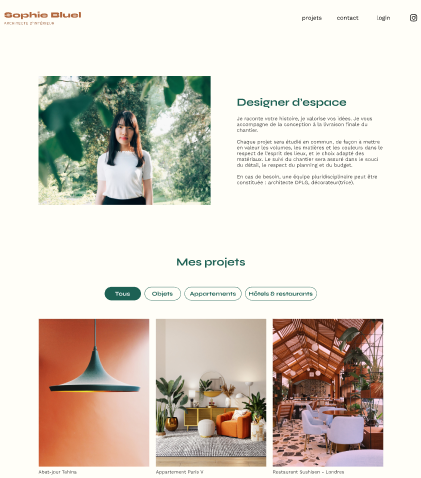 Sophie Bluel
ARCHITECTE D'INTÉRIEUR
projets contact login
Designer d'espace
Je raconte votre histoire, je valorise vos idées. Je vous
accompagne de la conception à la livraison finale du
chantier.
Chaque projet sera étudié en commun, de façon à mettre
en valeur les volumes, les matières et les couleurs dans le
respect de l'esprit des lieux, et le choix adapté des
matériaux. Le suivi du chantier sera assuré dans le souci
du détail, le respect du planning et du budget.
En cas de besoin, une équipe pluridisciplinaire peut être
constituée : architecte DPLG, décorateur(trice).
Mes projets
Tous Objets Appartements Hôtels & restaurants
Abat-jour Tahina Appartement Paris V Restaurant Sushisen - Londres